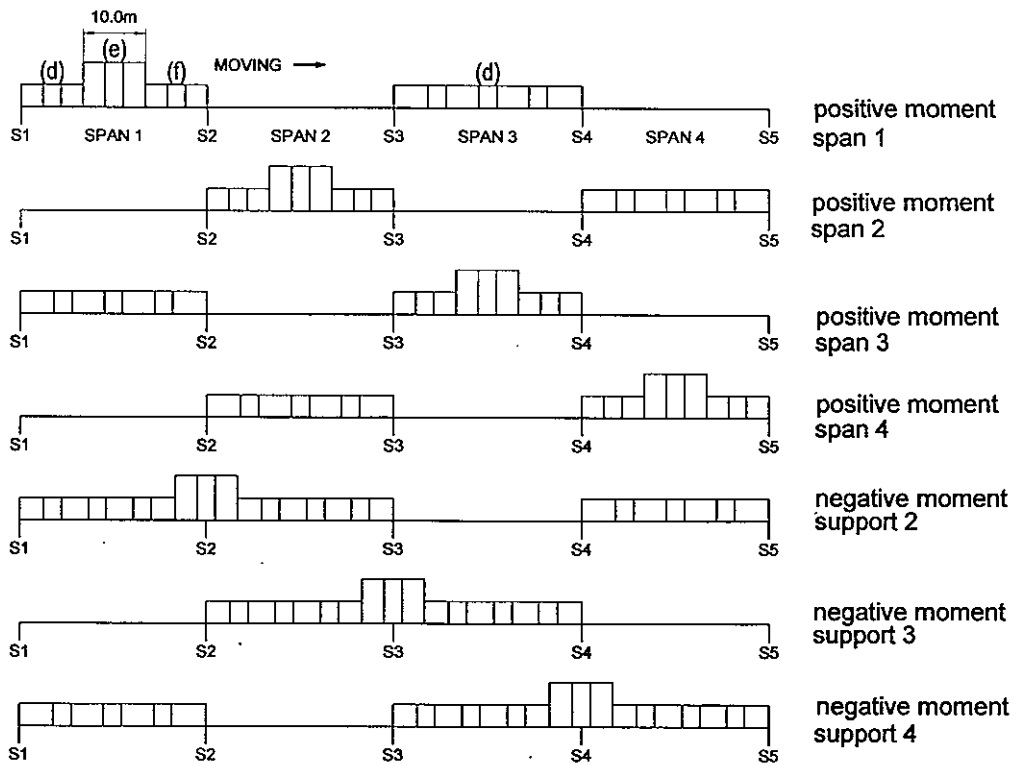 10.0m
(d) (e) (f) MOVING (d)
S1 SPAN 1 S2 SPAN 2 S3 SPAN 3 S4 SPAN 4 S5
positive moment
span 1
S1 S2 S3 S4 S5
positive moment
span 2
S1 S2 S3 S4 S5
positive moment
span 3
S1 S2 S3 S4 S5
positive moment
span 4
S1 S2 S3 S4 S5
negative moment
support 2
S1 S2 S3 S4 S5
negative moment
support 3
S1 S2 S3 S4 S5
negative moment
support 4